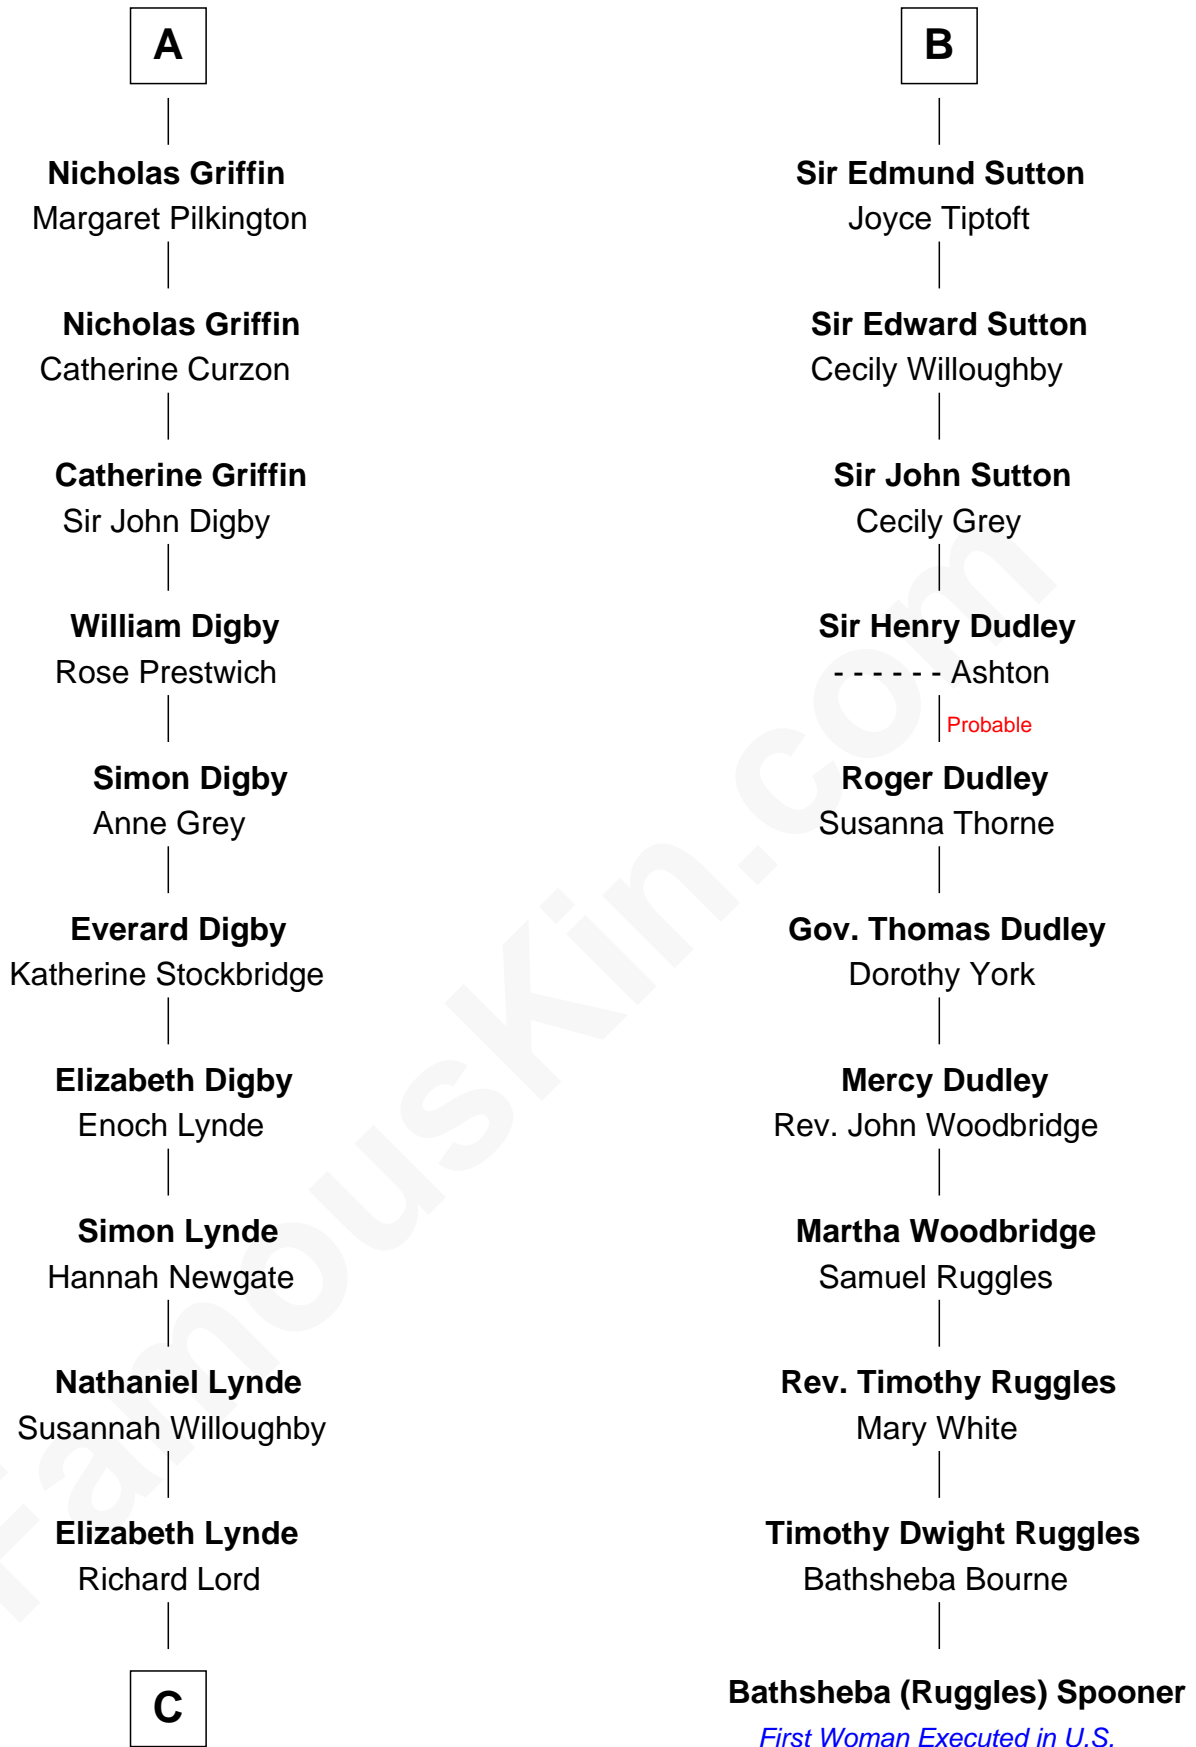 A
Nicholas Griffin
Margaret Pilkington
Nicholas Griffin
Catherine Curzon
Catherine Griffin
Sir John Digby
William Digby
Rose Prestwich
Simon Digby
Anne Grey
Everard Digby
Katherine Stockbridge
Elizabeth Digby
Enoch Lynde
Simon Lynde
Hannah Newgate
Nathaniel Lynde
Susannah Willoughby
Elizabeth Lynde
Richard Lord
C
B
Sir Edmund Sutton
Joyce Tiptoft
Sir Edward Sutton
Cecily Willoughby
Sir John Sutton
Cecily Grey
Sir Henry Dudley
- - - - - - Ashton
Probable
Roger Dudley
Susanna Thorne
Gov. Thomas Dudley
Dorothy York
Mercy Dudley
Rev. John Woodbridge
Martha Woodbridge
Samuel Ruggles
Rev. Timothy Ruggles
Mary White
Timothy Dwight Ruggles
Bathsheba Bourne
Bathsheba (Ruggles) Spooner
First Woman Executed in U.S.
FamousKin.com